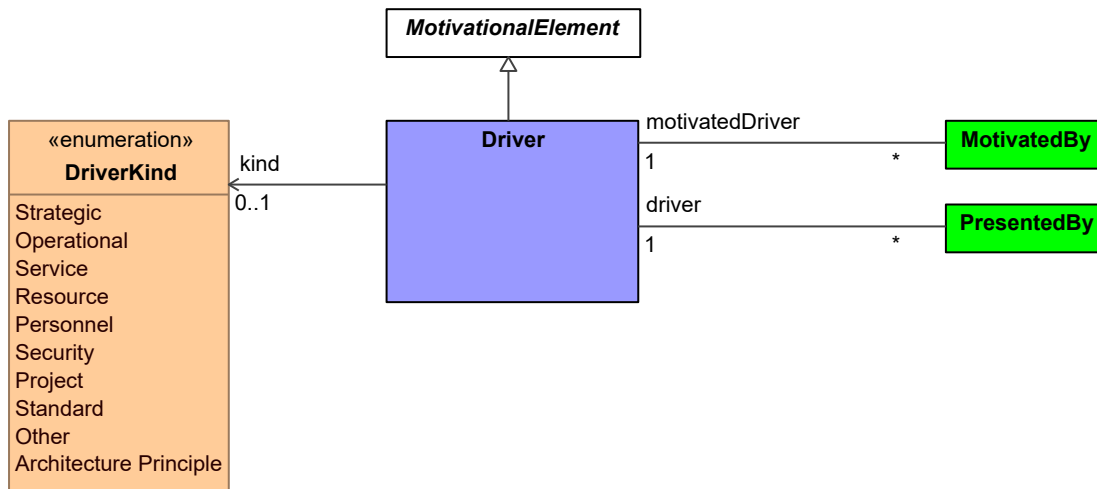 MotivationalElement
«enumeration»
DriverKind
Strategic
Operational
Service
Resource
Personnel
Security
Project
Standard
Other
Architecture Principle
kind
0..1
Driver
motivatedDriver
1
*
MotivatedBy
driver
1
*
PresentedBy